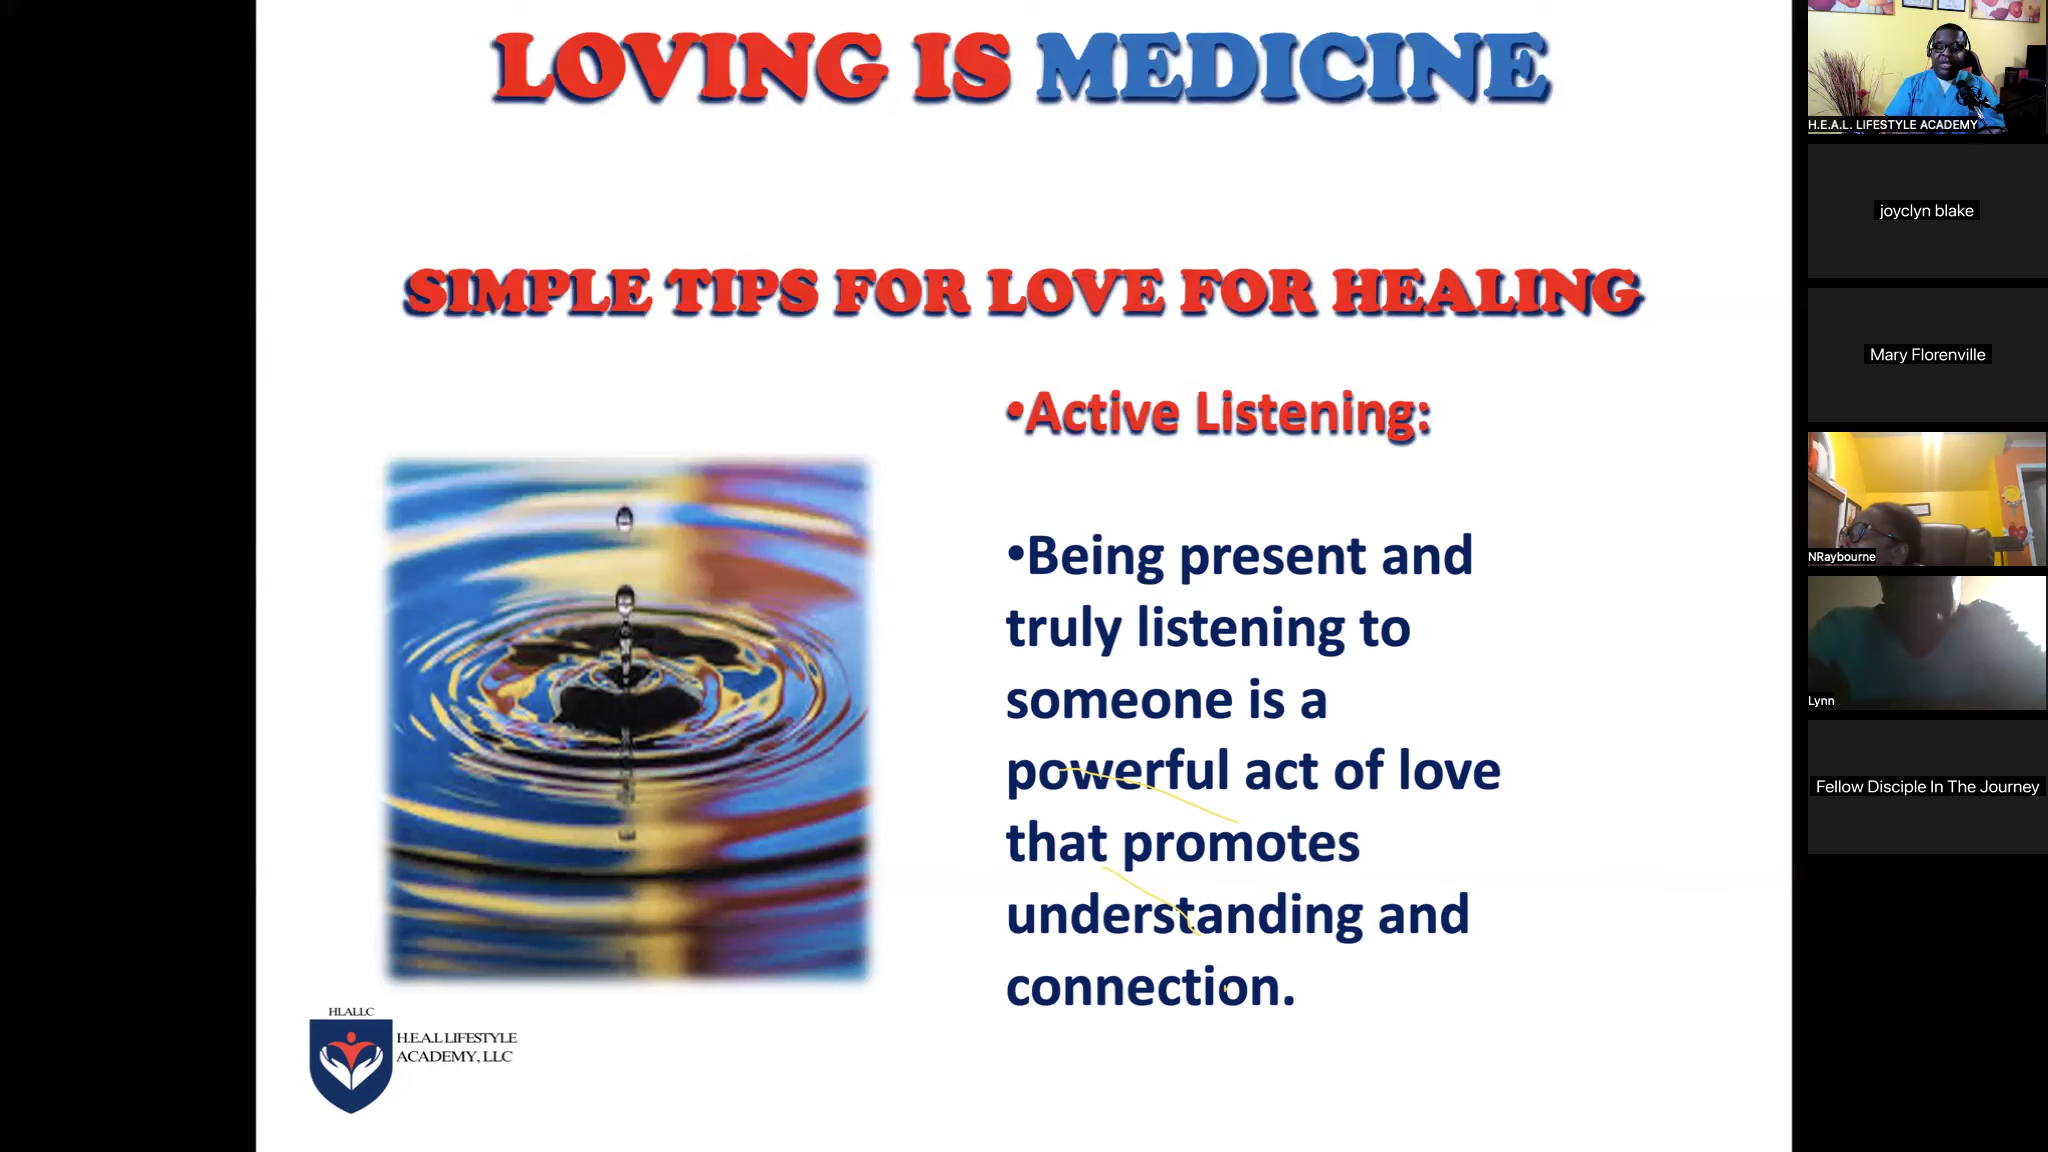 LOVING IS MEDICINE
SIMPLE TIPS FOR LOVE FOR HEALING
•Active Listening:
•Being present and
truly listening to
someone is a
powerful act of love
that promotes
understanding and
connection.
HLALLC
H.E.A.L LIFESTYLE
ACADEMY, LLC
H.E.A.L. LIFESTYLE ACADEMY
joyclyn blake
Mary Florenville
NRaybourne
Lynn
Fellow Disciple In The Journey